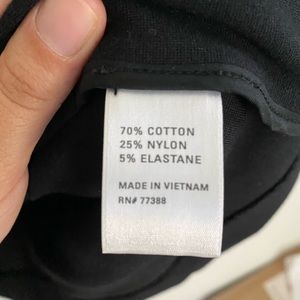 70% COTTON
25% NYLON
5% ELASTANE
MADE IN VIETNAM
RN# 77388